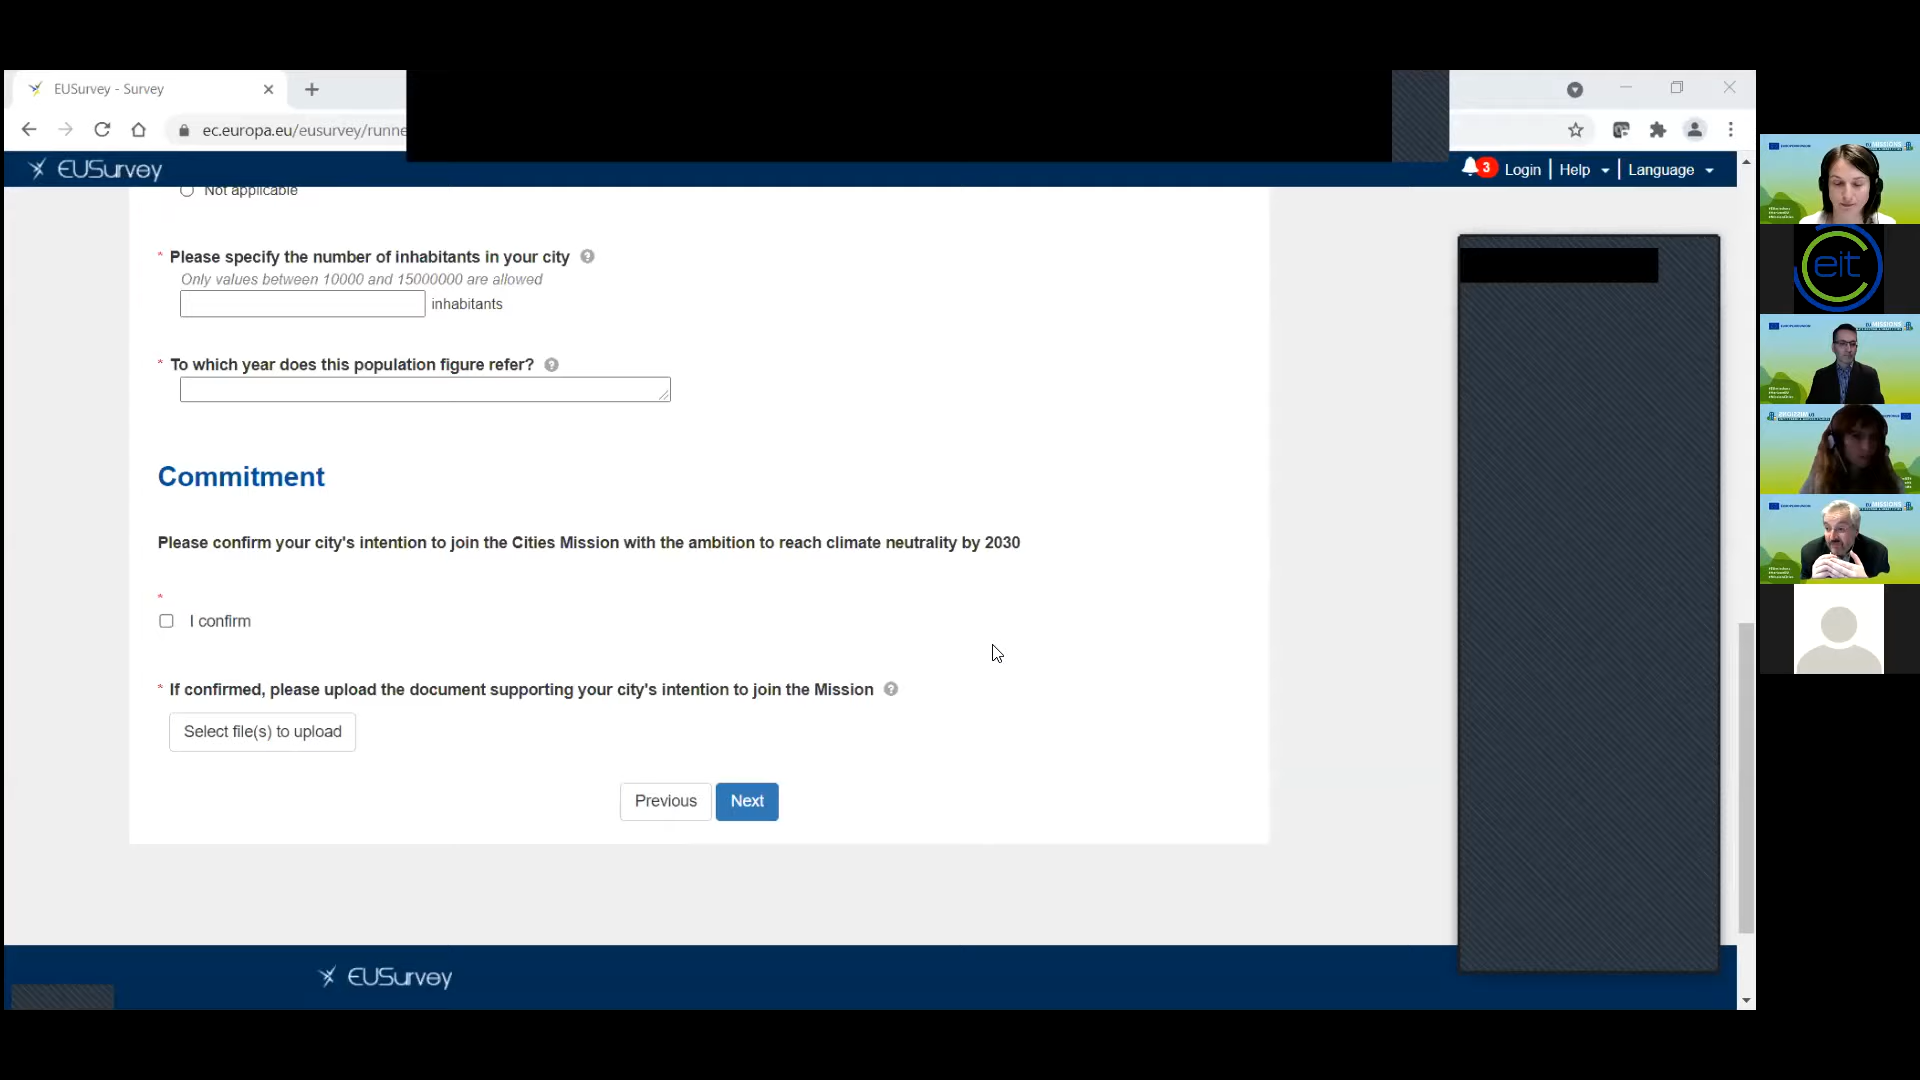 EUSurvey - Survey
ec.europa.eu/eusurvey/runne
EUSurvey
3 Login Help Language
Not applicable
* Please specify the number of inhabitants in your city
Only values between 10000 and 15000000 are allowed
inhabitants
* To which year does this population figure refer?
Commitment
Please confirm your city's intention to join the Cities Mission with the ambition to reach climate neutrality by 2030
*
I confirm
* If confirmed, please upload the document supporting your city's intention to join the Mission
Select file(s) to upload
Previous Next
EUSurvey
eit